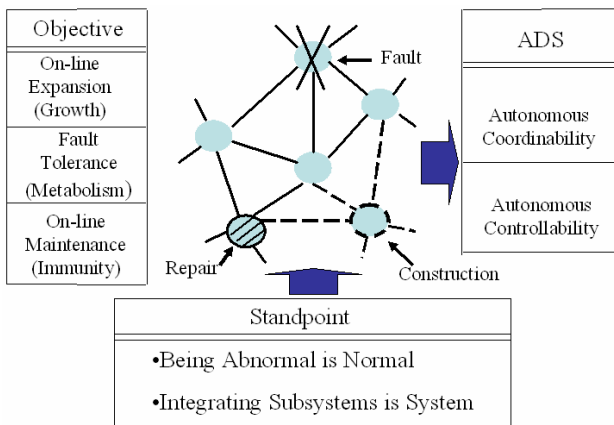 Objective
On-line
Expansion
(Growth)
Fault
Tolerance
(Metabolism)
On-line
Maintenance
(Immunity)
Fault
Repair
Construction
ADS
Autonomous
Coordinability
Autonomous
Controllability
Standpoint
•Being Abnormal is Normal
•Integrating Subsystems is System